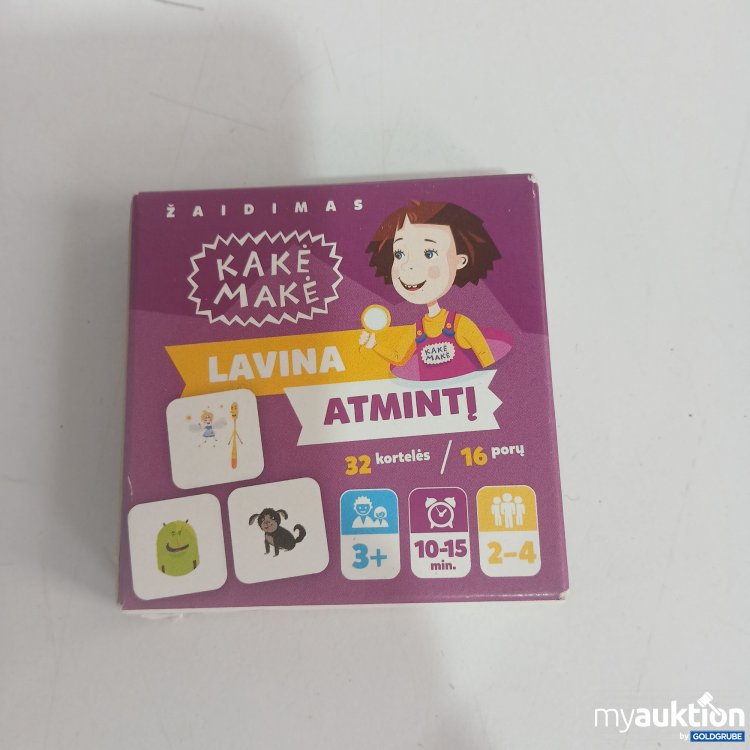 ŽAIDIMAS
KAKĖ
MAKĖ
KAKĖ
MAKĖ
LAVINA
ATMINTĮ
32 kortelės / 16 porų
3+
10-15
min.
2-4
myauktion
by GOLDGRUBE